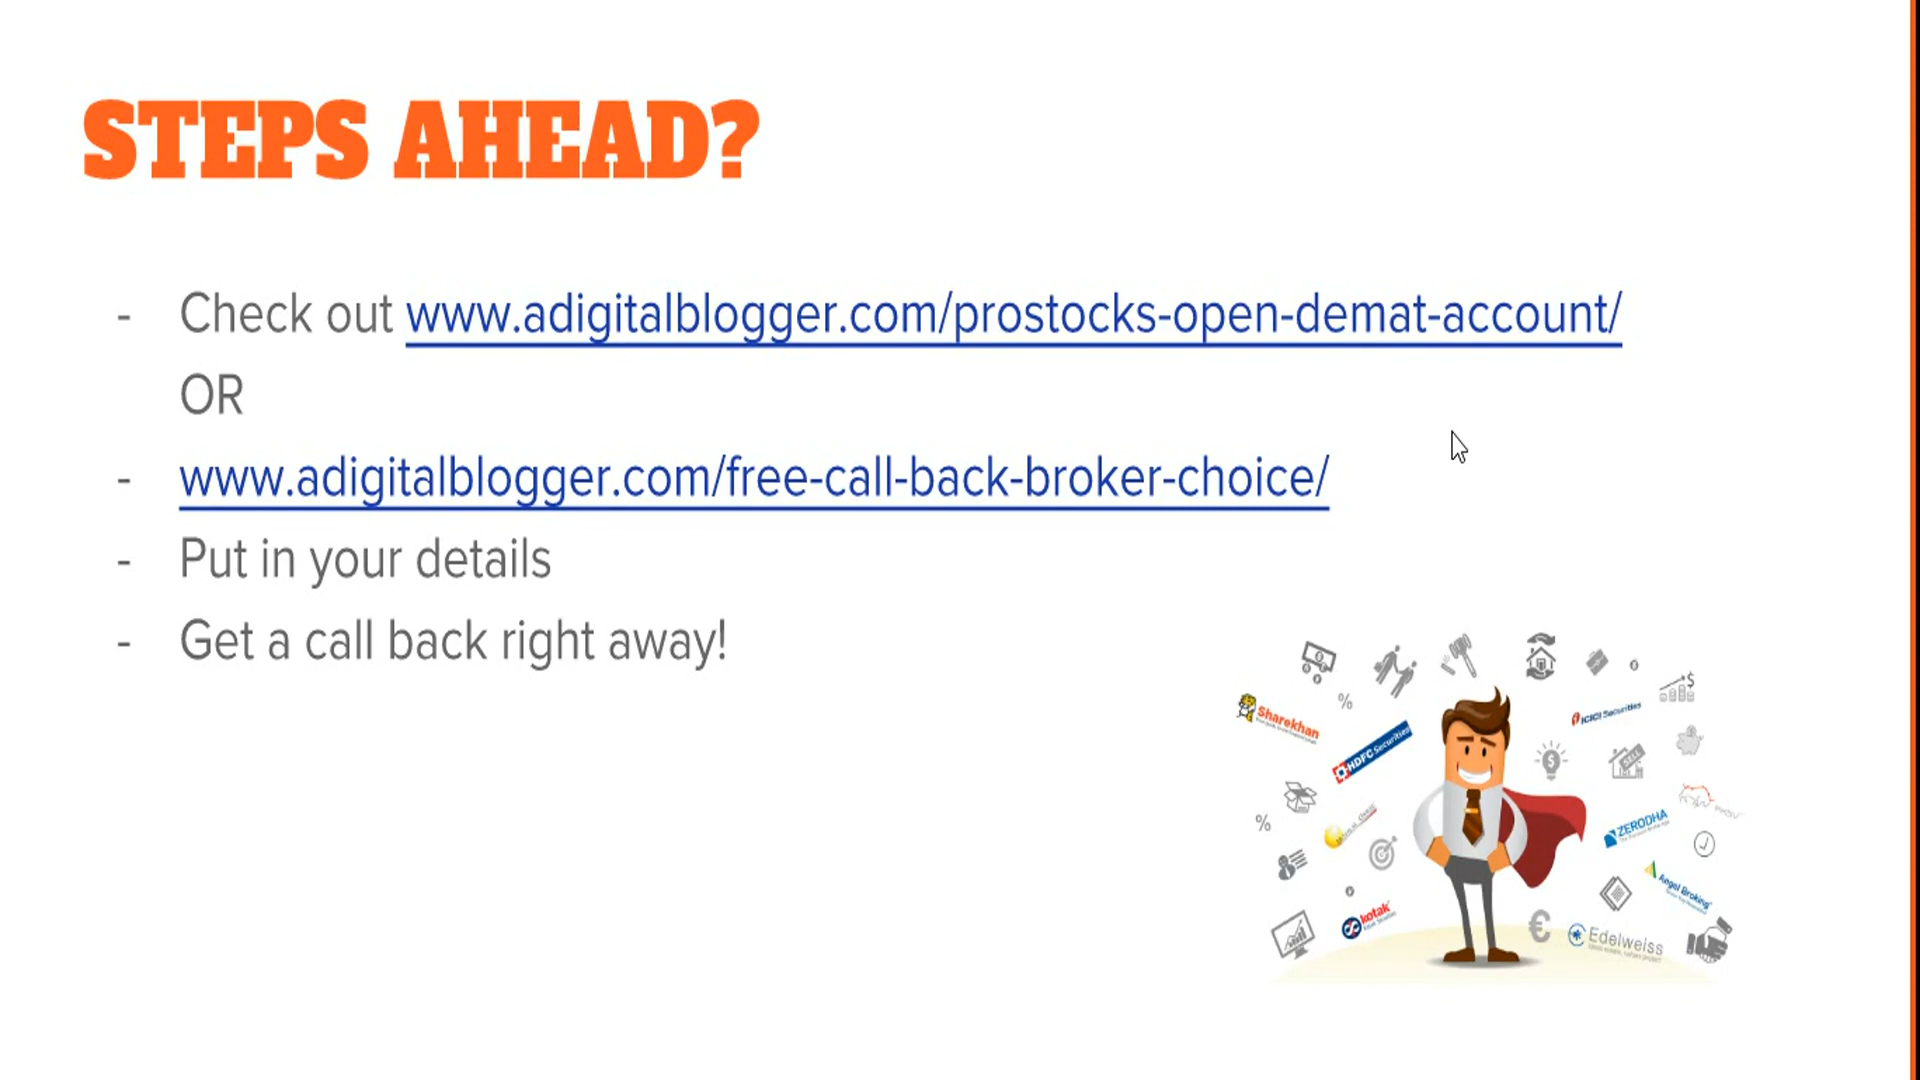 STEPS AHEAD?
- Check out www.adigitalblogger.com/prostocks-open-demat-account/
OR
- www.adigitalblogger.com/free-call-back-broker-choice/
- Put in your details
- Get a call back right away!
$
%
Sharekhan
ICICI Securities
HDFC Securities
$
SELL
%
ZERODHA
Angel Broking
kotak
€
Edelweiss